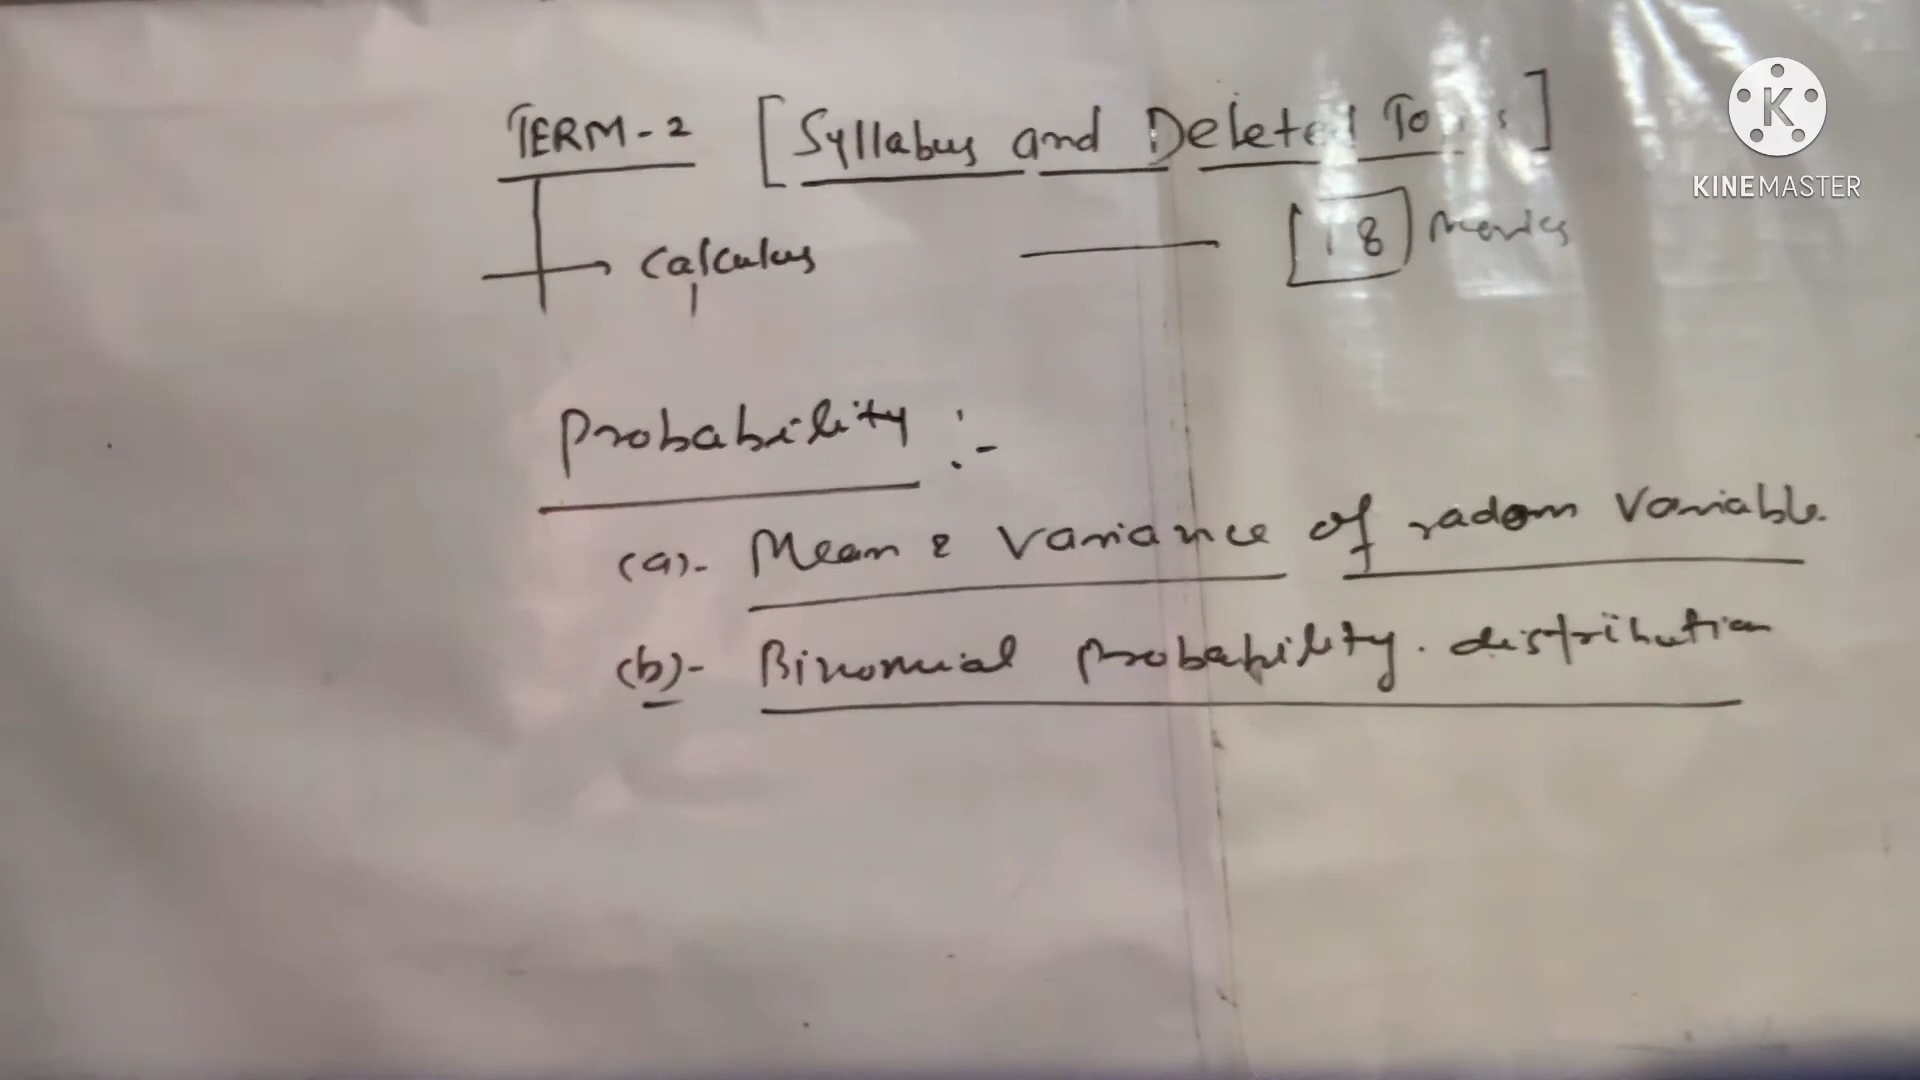 TERM-2 [Syllabus and Deleted]
Calculus [18] Marks
Probability :-
(a)- Mean & Variance of radom Variable.
(b)- Binomial Probability. distribution
K
KINEMASTER